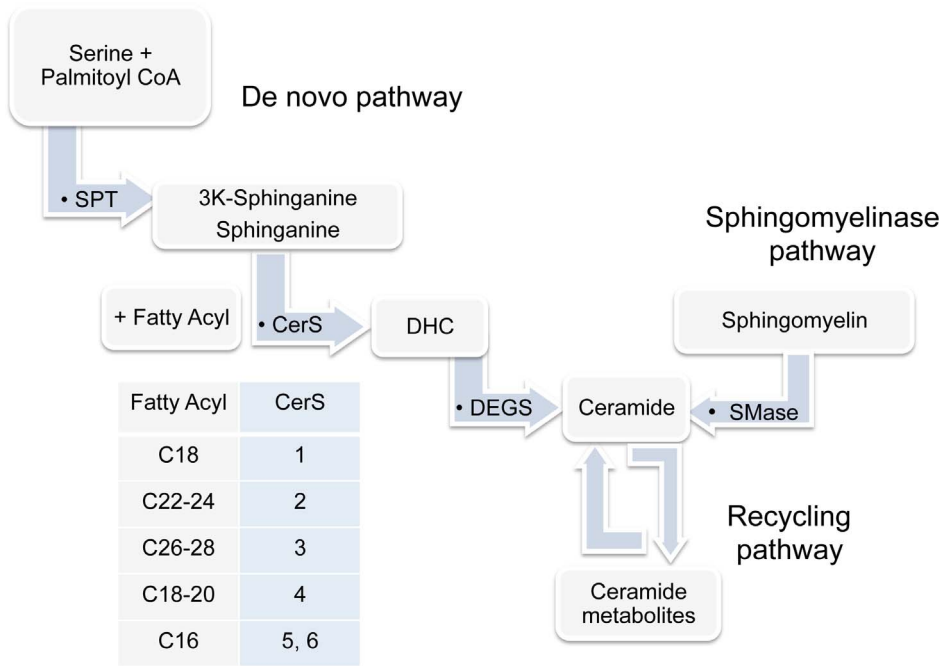 Serine +
Palmitoyl CoA
De novo pathway
• SPT
3K-Sphinganine
Sphinganine
Sphingomyelinase
pathway
+ Fatty Acyl
• CerS
DHC
Sphingomyelin
• DEGS
Ceramide
• SMase
Fatty Acyl CerS
C18 1
C22-24 2
C26-28 3
C18-20 4
C16 5, 6
Recycling
pathway
Ceramide
metabolites